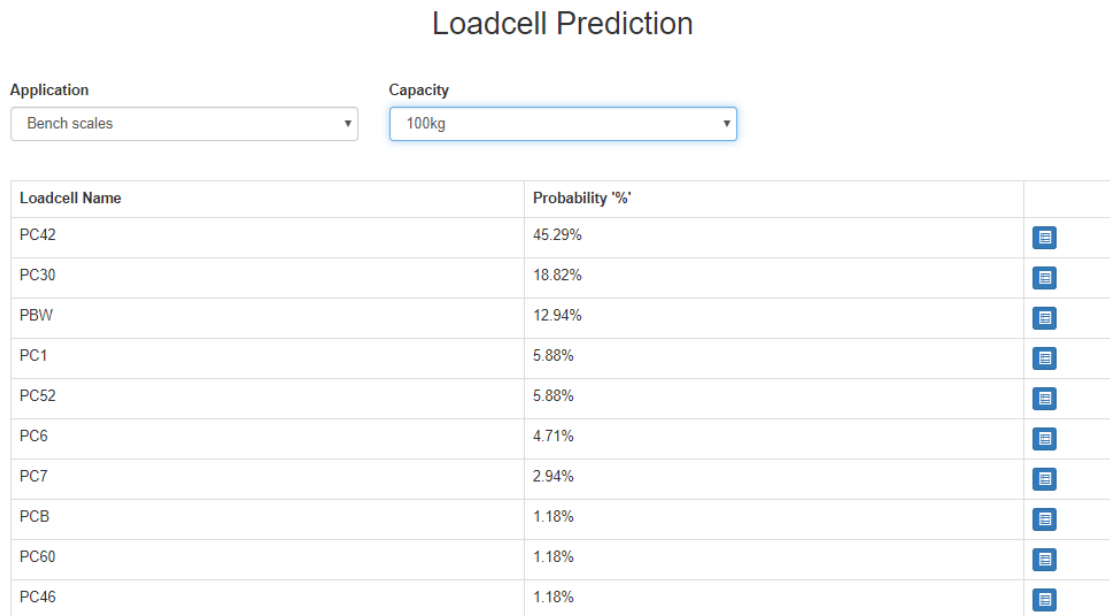 Loadcell Prediction
Application Capacity
Bench scales 100kg
Loadcell Name Probability '%'
PC42 45.29%
PC30 18.82%
PBW 12.94%
PC1 5.88%
PC52 5.88%
PC6 4.71%
PC7 2.94%
PCB 1.18%
PC60 1.18%
PC46 1.18%